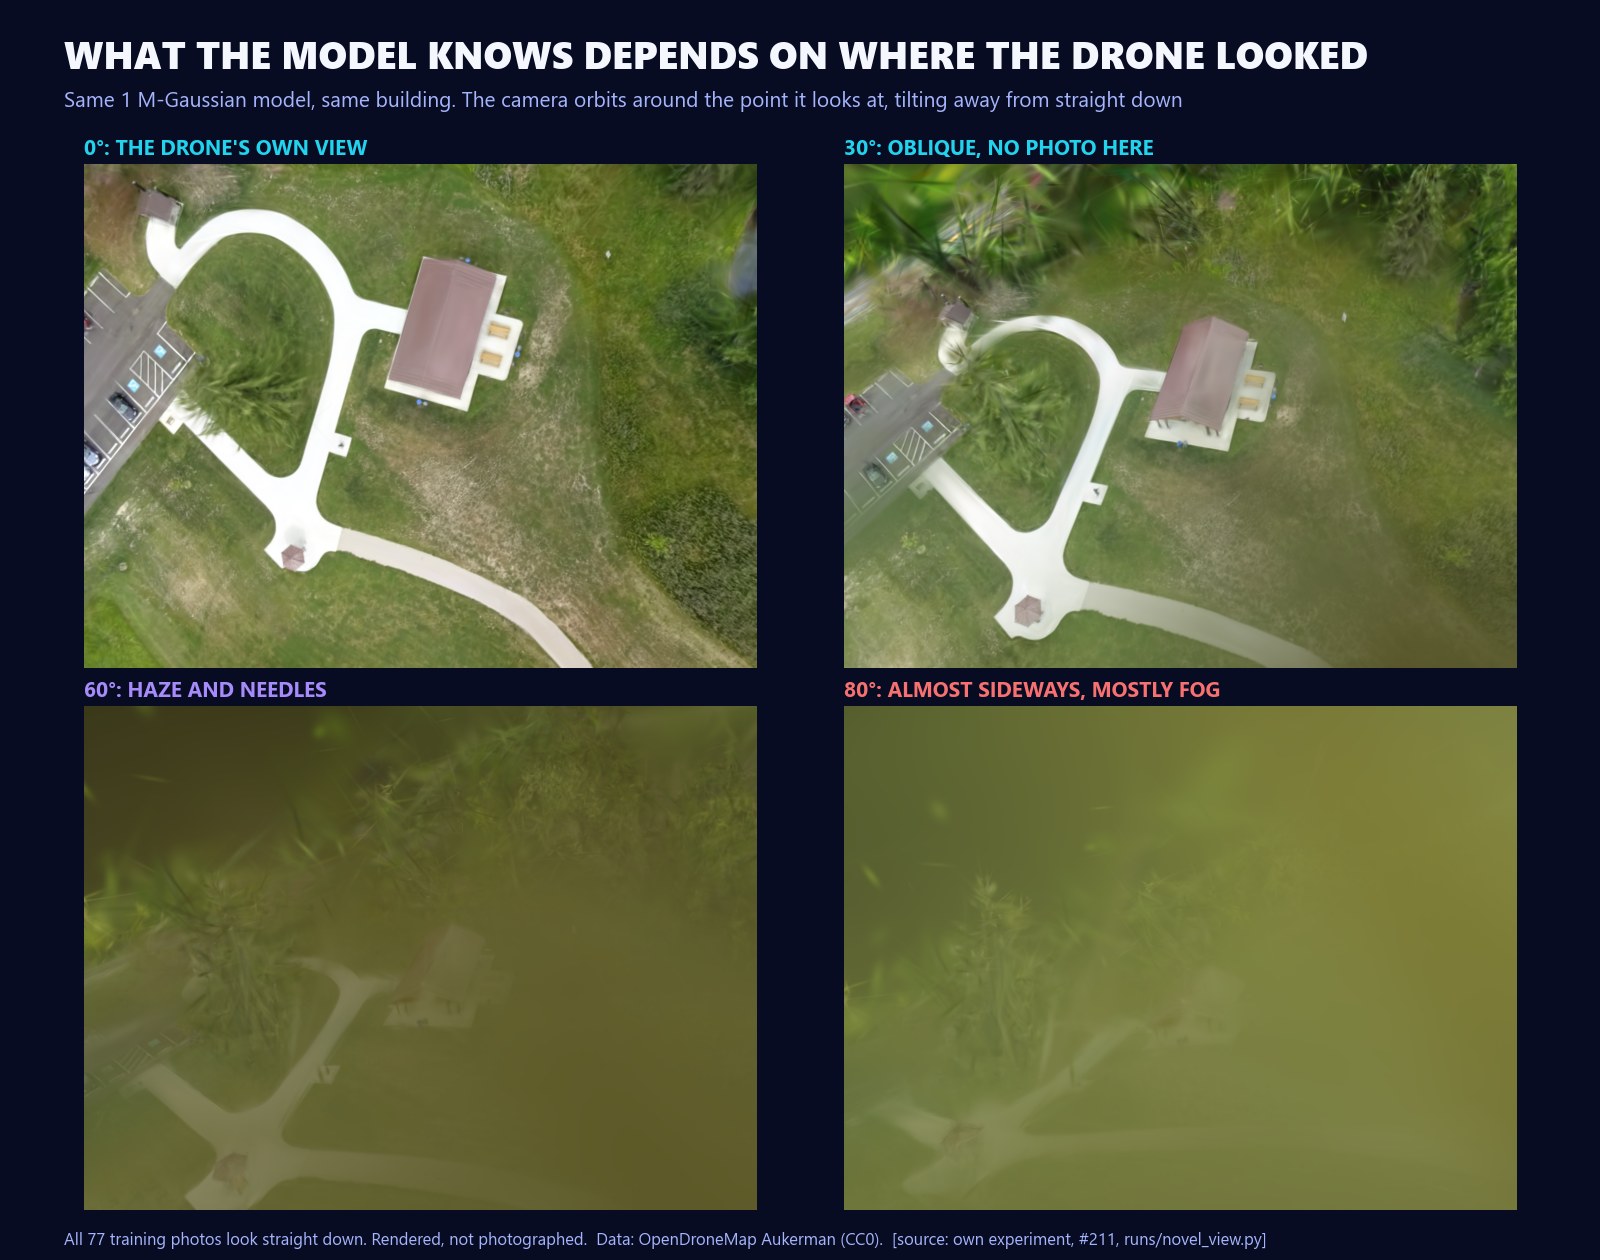 WHAT THE MODEL KNOWS DEPENDS ON WHERE THE DRONE LOOKED
Same 1 M-Gaussian model, same building. The camera orbits around the point it looks at, tilting away from straight down
0°: THE DRONE'S OWN VIEW
30°: OBLIQUE, NO PHOTO HERE
60°: HAZE AND NEEDLES
80°: ALMOST SIDEWAYS, MOSTLY FOG
All 77 training photos look straight down. Rendered, not photographed.  Data: OpenDroneMap Aukerman (CC0).  [source: own experiment, #211, runs/novel_view.py]